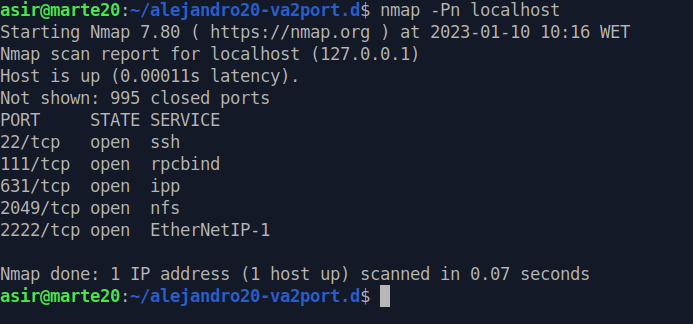 asir@marte20:~/alejandro20-va2port.d$ nmap -Pn localhost
Starting Nmap 7.80 ( https://nmap.org ) at 2023-01-10 10:16 WET
Nmap scan report for localhost (127.0.0.1)
Host is up (0.00011s latency).
Not shown: 995 closed ports
PORT     STATE SERVICE
22/tcp   open  ssh
111/tcp  open  rpcbind
631/tcp  open  ipp
2049/tcp open  nfs
2222/tcp open  EtherNetIP-1
Nmap done: 1 IP address (1 host up) scanned in 0.07 seconds
asir@marte20:~/alejandro20-va2port.d$